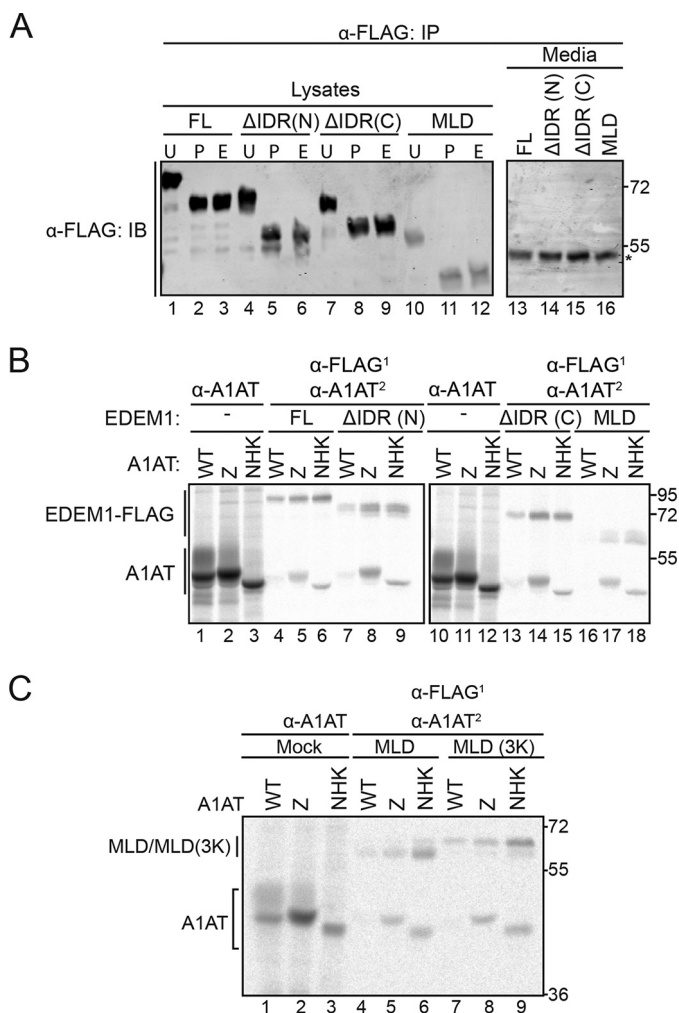 A
α-FLAG: IP
Media
Lysates
FL ΔIDR(N) ΔIDR(C) MLD
FL ΔIDR (N) ΔIDR (C) MLD
U P E U P E U P E U P E
α-FLAG: IB
72
55
*
1 2 3 4 5 6 7 8 9 10 11 12 13 14 15 16
B
α-FLAG¹ α-FLAG¹
α-A1AT α-A1AT² α-A1AT α-A1AT²
EDEM1: - FL ΔIDR (N) - ΔIDR (C) MLD
A1AT: WT Z NHK WT Z NHK WT Z NHK WT Z NHK WT Z NHK WT Z NHK
EDEM1-FLAG
95
72
A1AT
55
1 2 3 4 5 6 7 8 9 10 11 12 13 14 15 16 17 18
C
α-FLAG¹
α-A1AT α-A1AT²
Mock MLD MLD (3K)
A1AT WT Z NHK WT Z NHK WT Z NHK
72
MLD/MLD(3K)
55
A1AT
36
1 2 3 4 5 6 7 8 9